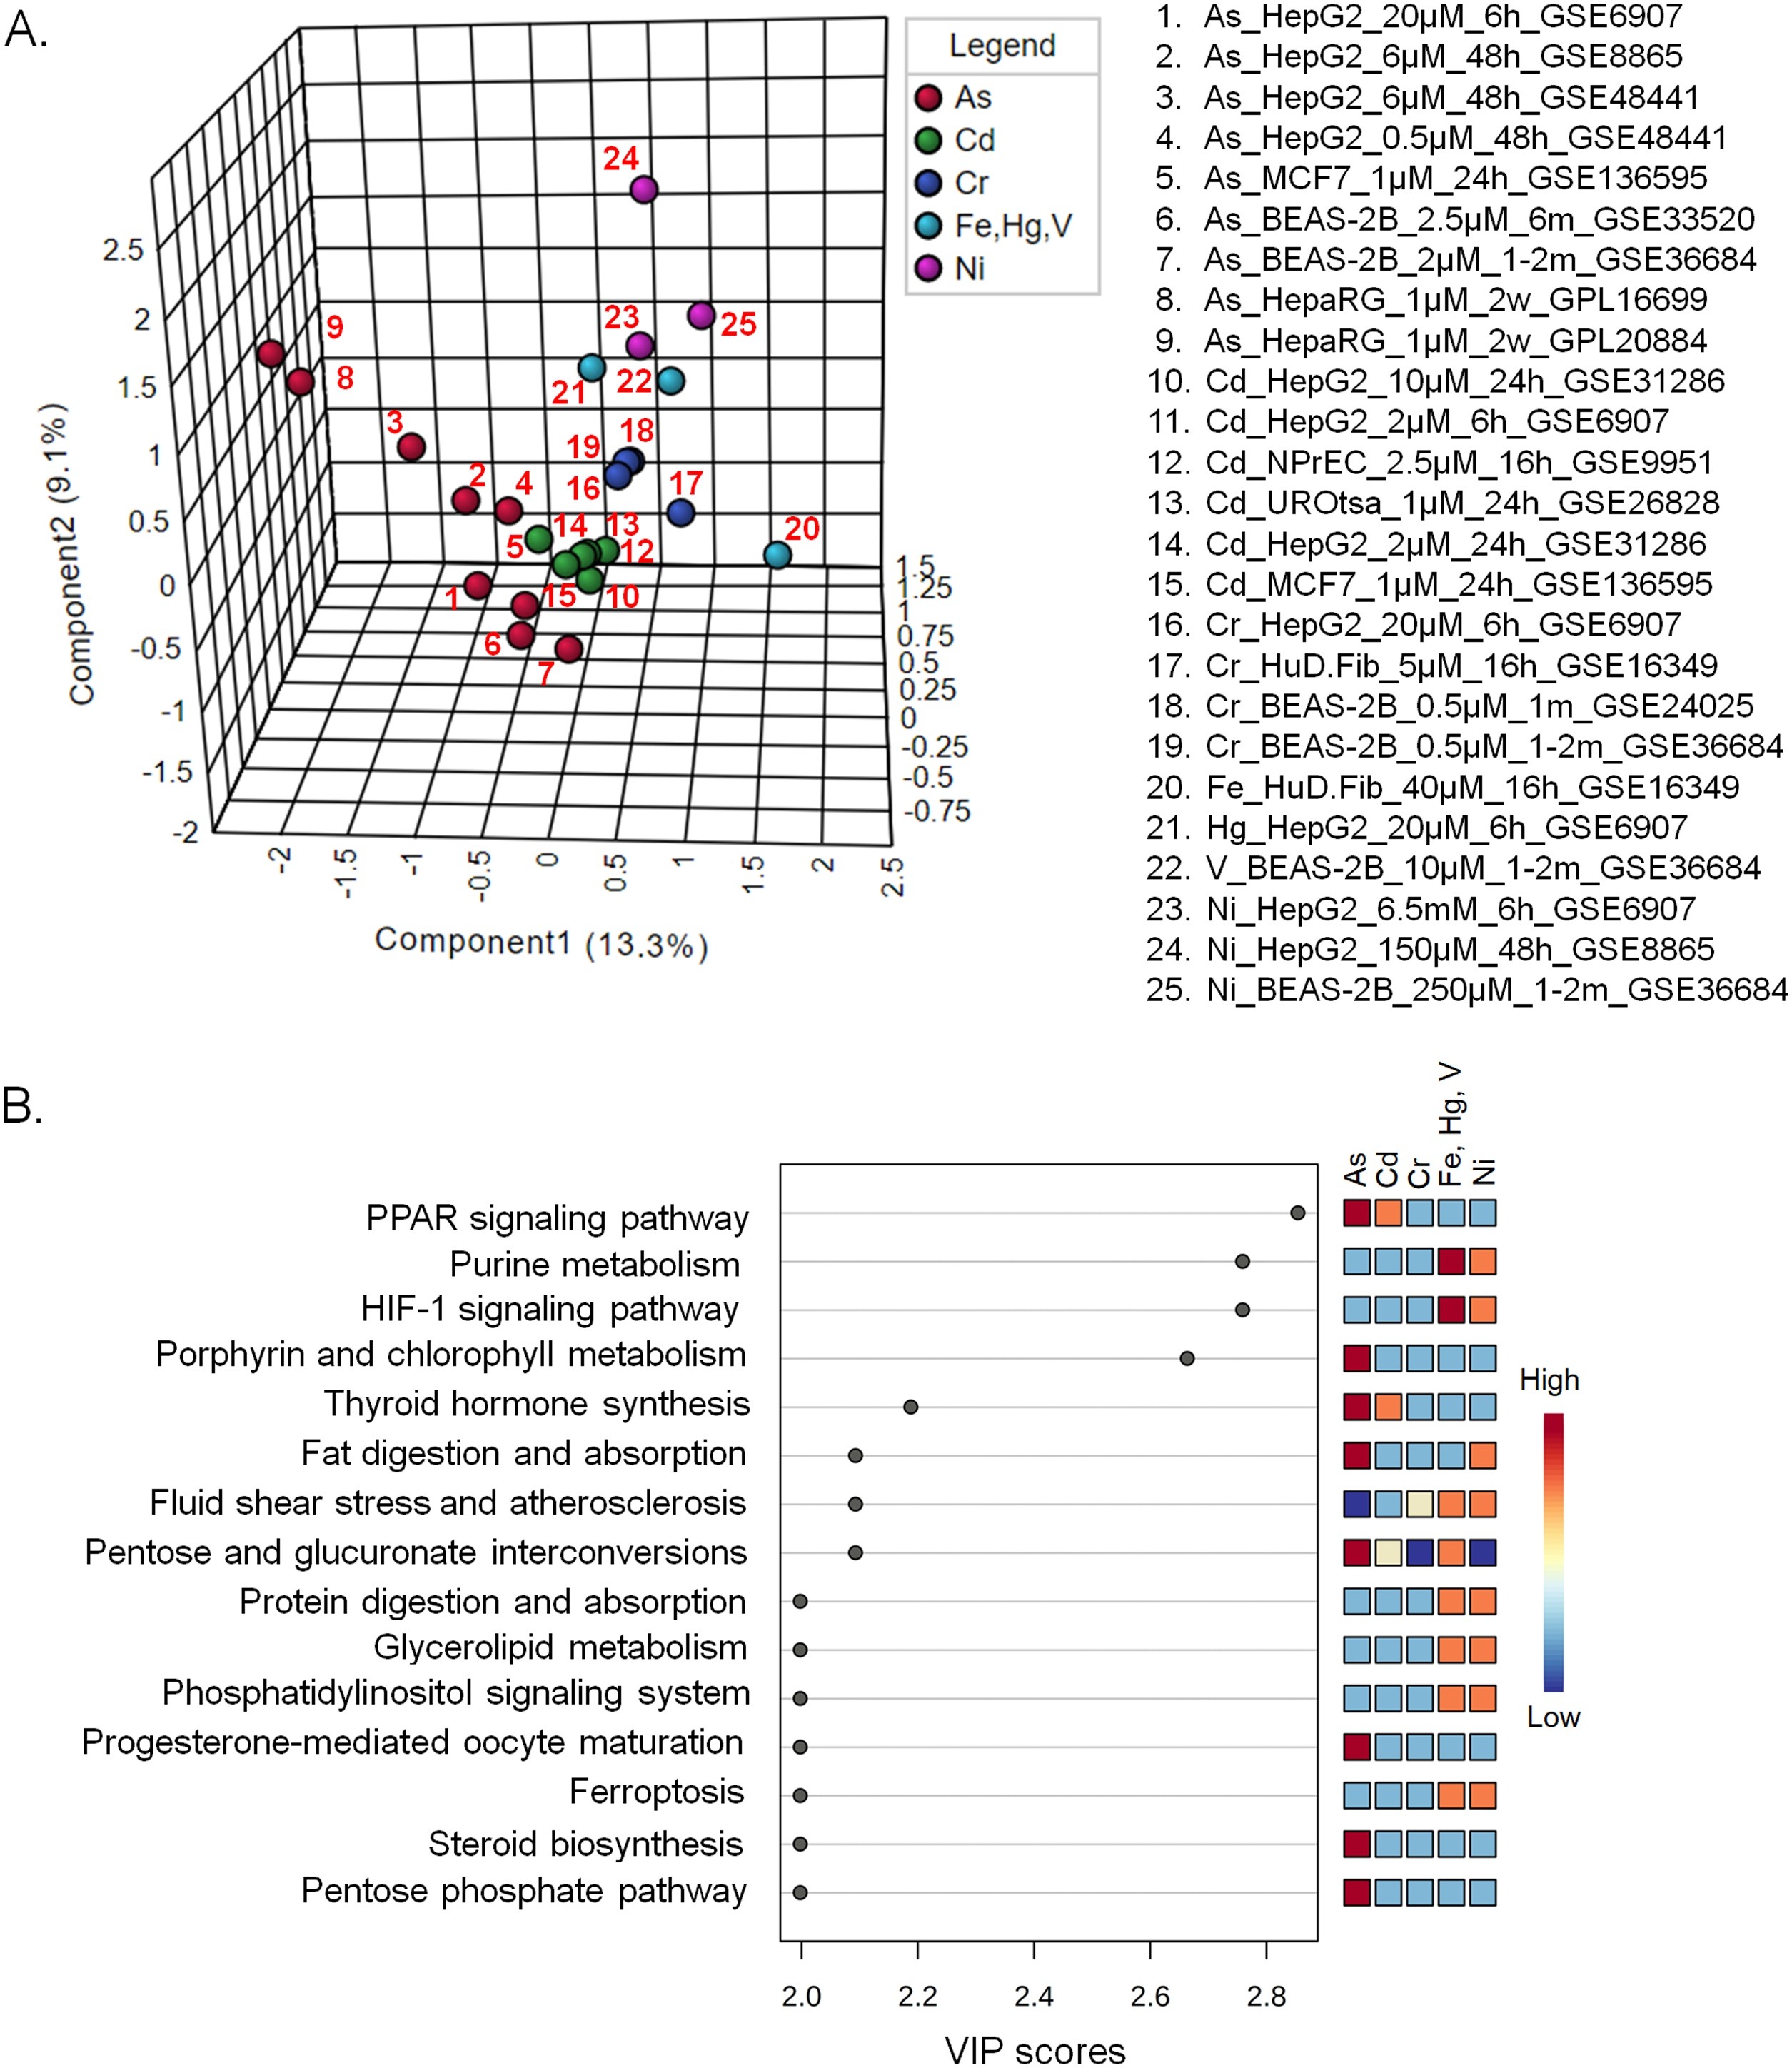 A.
Legend
As
Cd
Cr
Fe,Hg,V
Ni
24
23
25
21
22
9
8
3
2
4
19
18
16
17
20
5
14
13
12
1
15
10
6
7
2.5
2
1.5
1
0.5
0
-0.5
-1
-1.5
-2
Component2 (9.1%)
1.5
1.25
1
0.75
0.5
0.25
0
-0.25
-0.5
-0.75
-2
-1.5
-1
-0.5
0
0.5
1
1.5
2
2.5
Component1 (13.3%)
1. As_HepG2_20µM_6h_GSE6907
2. As_HepG2_6µM_48h_GSE8865
3. As_HepG2_6µM_48h_GSE48441
4. As_HepG2_0.5µM_48h_GSE48441
5. As_MCF7_1µM_24h_GSE136595
6. As_BEAS-2B_2.5µM_6m_GSE33520
7. As_BEAS-2B_2µM_1-2m_GSE36684
8. As_HepaRG_1µM_2w_GPL16699
9. As_HepaRG_1µM_2w_GPL20884
10. Cd_HepG2_10µM_24h_GSE31286
11. Cd_HepG2_2µM_6h_GSE6907
12. Cd_NPrEC_2.5µM_16h_GSE9951
13. Cd_UROtsa_1µM_24h_GSE26828
14. Cd_HepG2_2µM_24h_GSE31286
15. Cd_MCF7_1µM_24h_GSE136595
16. Cr_HepG2_20µM_6h_GSE6907
17. Cr_HuD.Fib_5µM_16h_GSE16349
18. Cr_BEAS-2B_0.5µM_1m_GSE24025
19. Cr_BEAS-2B_0.5µM_1-2m_GSE36684
20. Fe_HuD.Fib_40µM_16h_GSE16349
21. Hg_HepG2_20µM_6h_GSE6907
22. V_BEAS-2B_10µM_1-2m_GSE36684
23. Ni_HepG2_6.5mM_6h_GSE6907
24. Ni_HepG2_150µM_48h_GSE8865
25. Ni_BEAS-2B_250µM_1-2m_GSE36684
B.
As
Cd
Cr
Fe, Hg, V
Ni
PPAR signaling pathway
Purine metabolism
HIF-1 signaling pathway
Porphyrin and chlorophyll metabolism
Thyroid hormone synthesis
Fat digestion and absorption
Fluid shear stress and atherosclerosis
Pentose and glucuronate interconversions
Protein digestion and absorption
Glycerolipid metabolism
Phosphatidylinositol signaling system
Progesterone-mediated oocyte maturation
Ferroptosis
Steroid biosynthesis
Pentose phosphate pathway
High
Low
2.0
2.2
2.4
2.6
2.8
VIP scores